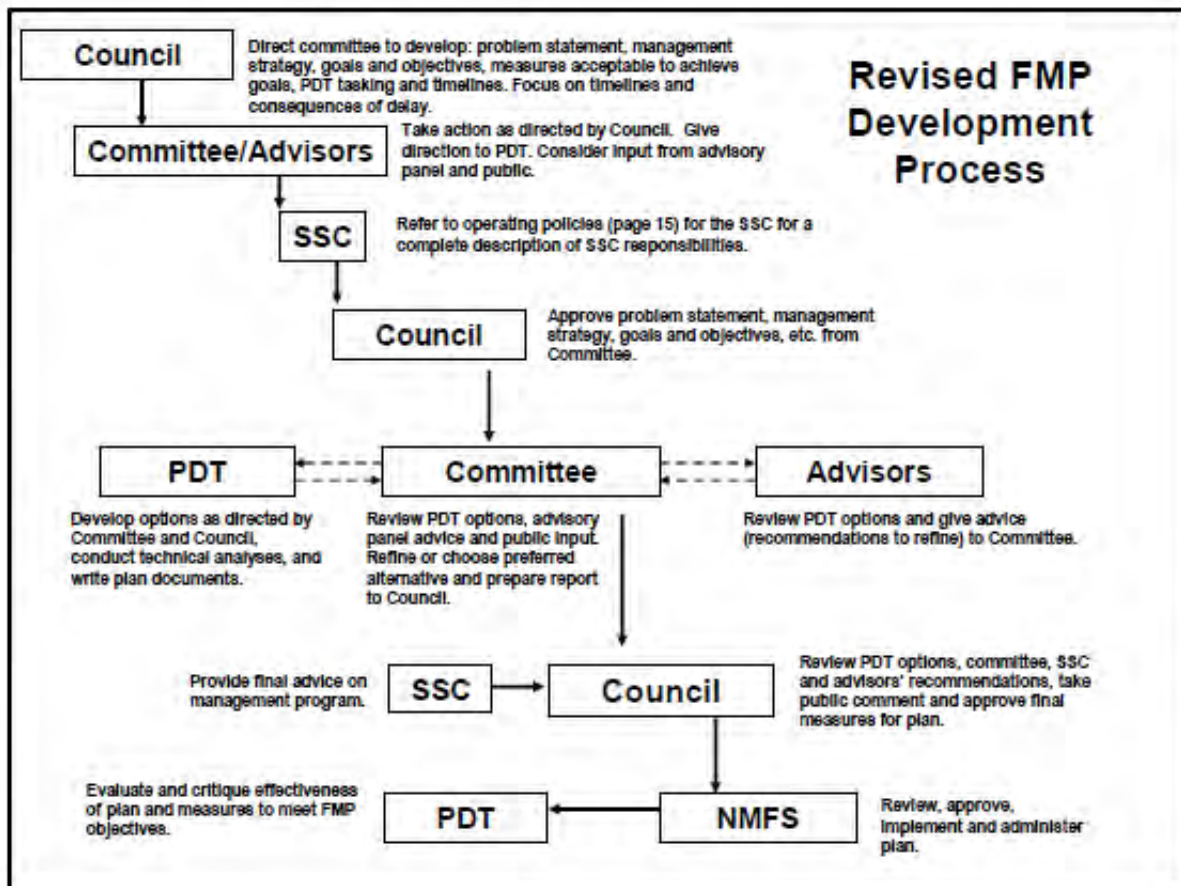 Council
Direct committee to develop: problem statement, management
strategy, goals and objectives, measures acceptable to achieve
goals, PDT tasking and timelines. Focus on timelines and
consequences of delay.
Revised FMP
Development
Process
Committee/Advisors
Take action as directed by Council. Give
direction to PDT. Consider input from advisory
panel and public.
SSC
Refer to operating policies (page 15) for the SSC for a
complete description of SSC responsibilities.
Council
Approve problem statement, management
strategy, goals and objectives, etc. from
Committee.
PDT
Committee
Advisors
Develop options as directed by
Committee and Council,
conduct technical analyses, and
write plan documents.
Review PDT options, advisory
panel advice and public input.
Refine or choose preferred
alternative and prepare report
to Council.
Review PDT options and give advice
(recommendations to refine) to Committee.
Provide final advice on
management program.
SSC
Council
Review PDT options, committee, SSC
and advisors' recommendations, take
public comment and approve final
measures for plan.
Evaluate and critique effectiveness
of plan and measures to meet FMP
objectives.
PDT
NMFS
Review, approve,
implement and administer
plan.